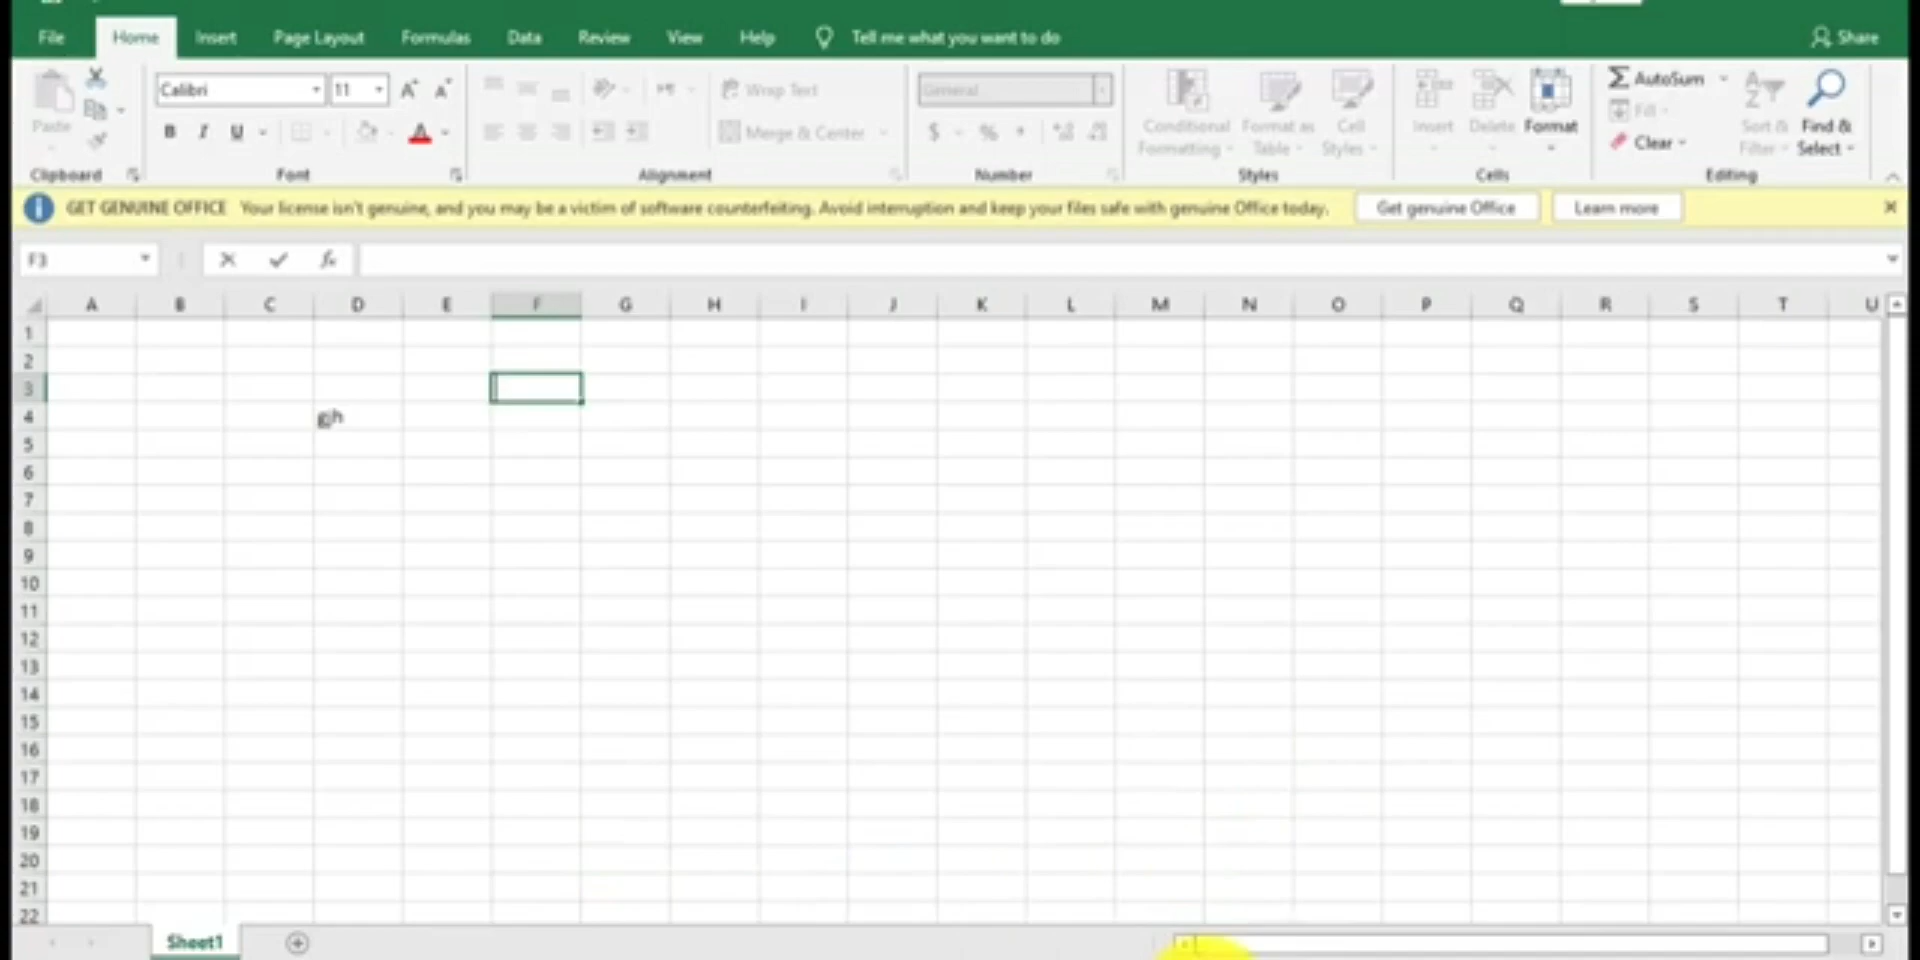 File Home Insert Page Layout Formulas Data Review View Help Tell me what you want to do Share
Calibri 11 Wrap Text General AutoSum
Paste Conditional Format as Cell Insert Delete Format Fill Sort & Find &
B I U Merge & Center $ % Formatting Table Styles Clear Filter Select
Clipboard Font Alignment Number Styles Cells Editing
GET GENUINE OFFICE Your license isn't genuine, and you may be a victim of software counterfeiting. Avoid interruption and keep your files safe with genuine Office today. Get genuine Office Learn more
F3 fx
A B C D E F G H I J K L M N O P Q R S T U
1
2
3
4 gjh
5
6
7
8
9
10
11
12
13
14
15
16
17
18
19
20
21
22
Sheet1